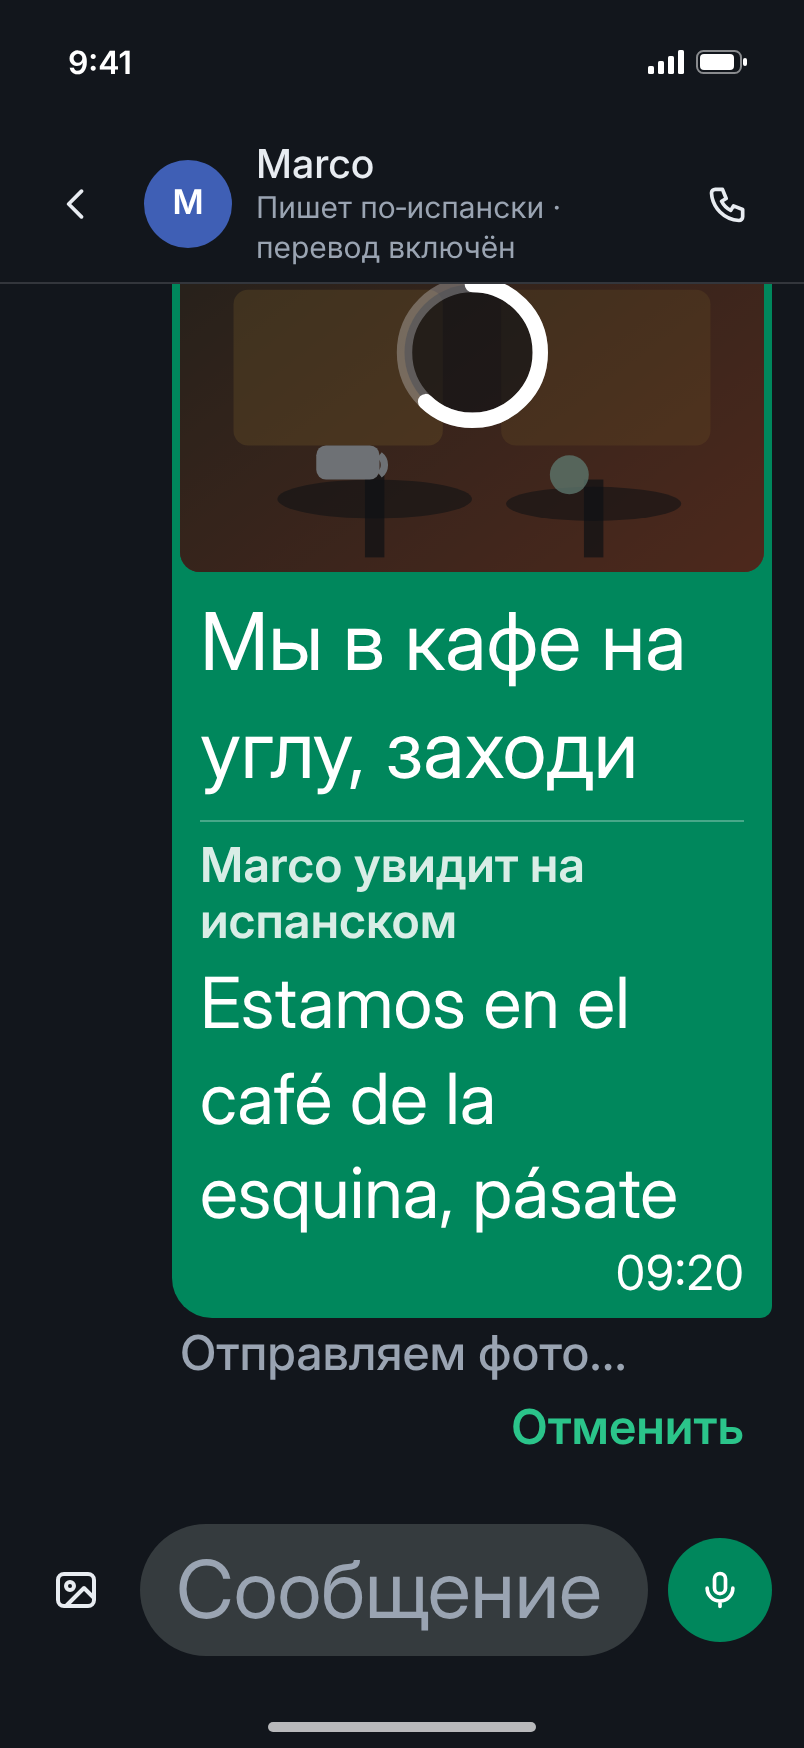 9:41
M
Marco
Пишет по-испански ·
перевод включён
Мы в кафе на
углу, заходи
Marco увидит на
испанском
Estamos en el
café de la
esquina, pásate
09:20
Отправляем фото...
Отменить
Сообщение